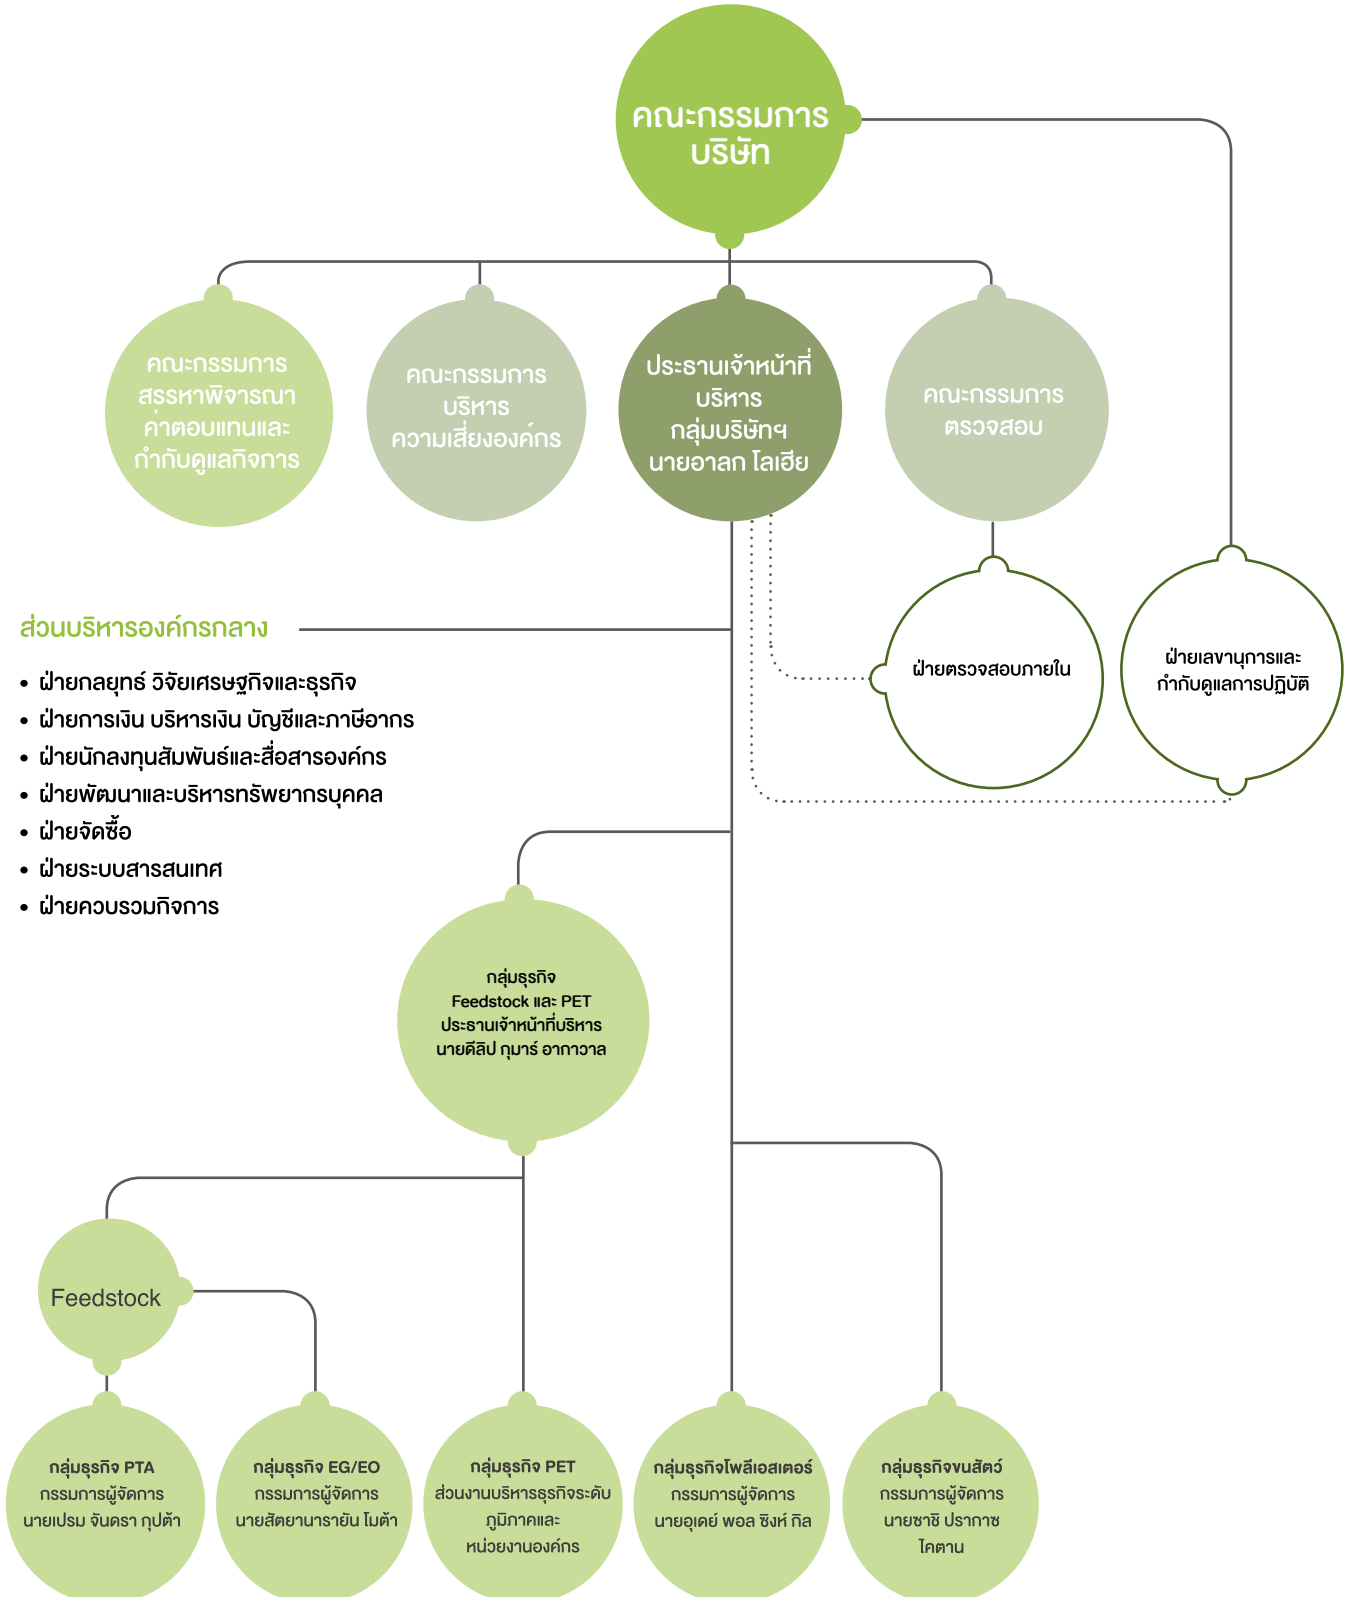 คณะกรรมการ
บริษัท
คณะกรรมการ
สรรหาพิจารณา
ค่าตอบแทนและ
กำกับดูแลกิจการ
คณะกรรมการ
บริหาร
ความเสี่ยงองค์กร
ประธานเจ้าหน้าที่
บริหาร
กลุ่มบริษัทฯ
นายอาลก โลเฮีย
คณะกรรมการ
ตรวจสอบ
ฝ่ายตรวจสอบภายใน
ฝ่ายเลขานุการและ
กำกับดูแลการปฏิบัติ
ส่วนบริหารองค์กรกลาง
• ฝ่ายกลยุทธ์ วิจัยเศรษฐกิจและธุรกิจ
• ฝ่ายการเงิน บริหารเงิน บัญชีและภาษีอากร
• ฝ่ายนักลงทุนสัมพันธ์และสื่อสารองค์กร
• ฝ่ายพัฒนาและบริหารทรัพยากรบุคคล
• ฝ่ายจัดซื้อ
• ฝ่ายระบบสารสนเทศ
• ฝ่ายควบรวมกิจการ
กลุ่มธุรกิจ
Feedstock และ PET
ประธานเจ้าหน้าที่บริหาร
นายดีลิป กุมาร์ อากาวาล
Feedstock
กลุ่มธุรกิจ PTA
กรรมการผู้จัดการ
นายเปรม จันดรา กุปต้า
กลุ่มธุรกิจ EG/EO
กรรมการผู้จัดการ
นายสัตยานารายัน โมต้า
กลุ่มธุรกิจ PET
ส่วนงานบริหารธุรกิจระดับ
ภูมิภาคและ
หน่วยงานองค์กร
กลุ่มธุรกิจโพลีเอสเตอร์
กรรมการผู้จัดการ
นายอุเดย์ พอล ซิงห์ กิล
กลุ่มธุรกิจขนสัตว์
กรรมการผู้จัดการ
นายซาชิ ปรากาซ
ไคตาน